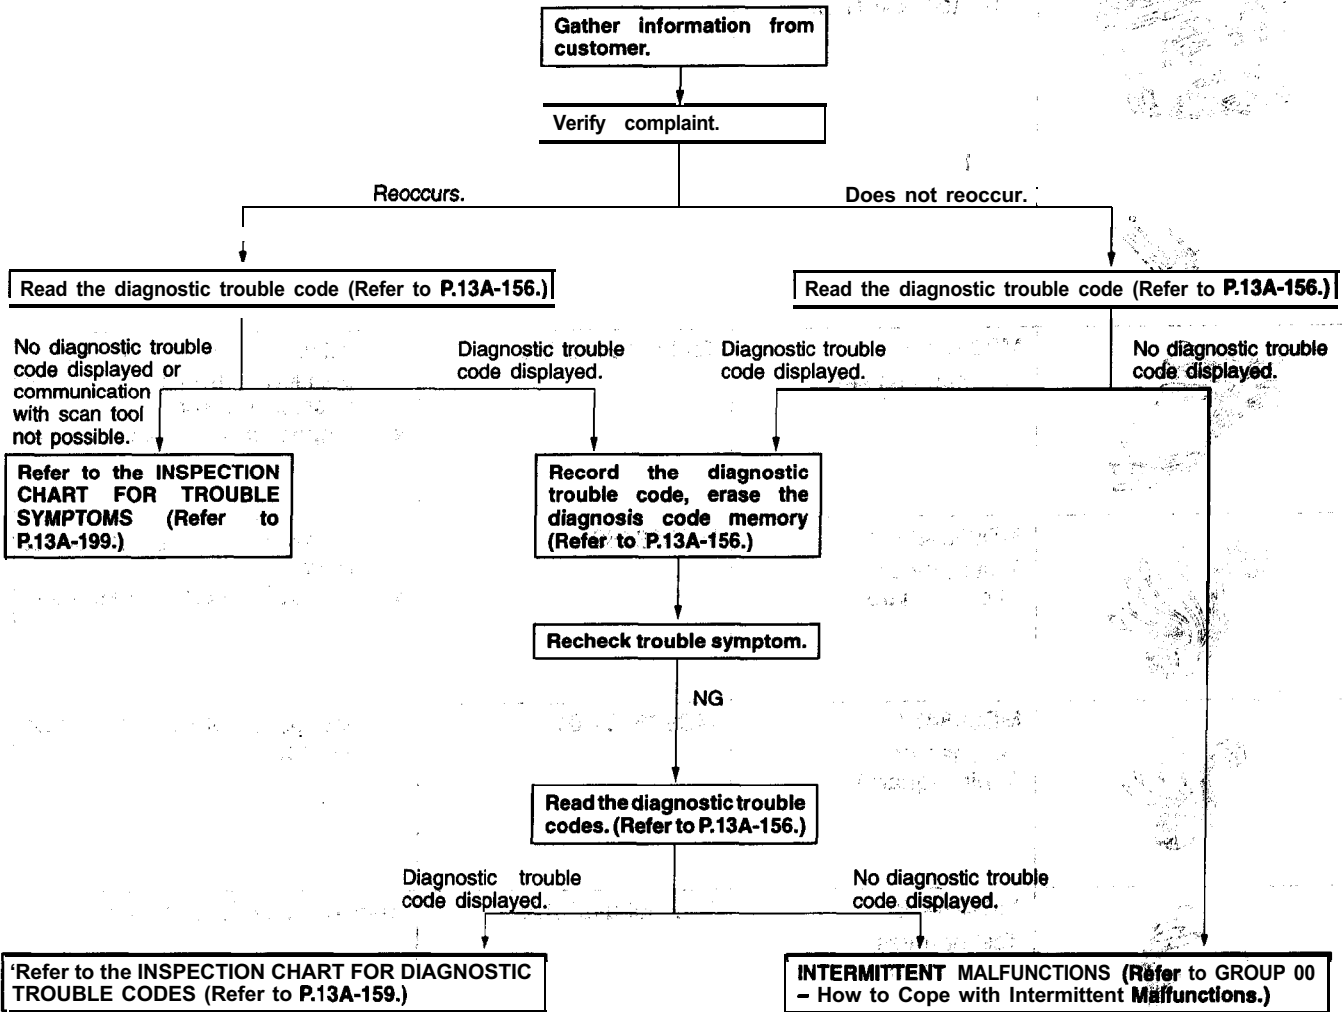 Gather information from
customer.
Verify complaint.
Reoccurs.
Does not reoccur.
Read the diagnostic trouble code (Refer to P.13A-156.)
Read the diagnostic trouble code (Refer to P.13A-156.)
No diagnostic trouble
code displayed or
communication
with scan tool
not possible.
Diagnostic trouble
code displayed.
Diagnostic trouble
code displayed.
No diagnostic trouble
code displayed.
Refer to the INSPECTION
CHART FOR TROUBLE
SYMPTOMS (Refer to
P.13A-199.)
Record the diagnostic
trouble code, erase the
diagnosis code memory
(Refer to P.13A-156.)
Recheck trouble symptom.
NG
Read the diagnostic trouble
codes. (Refer to P.13A-156.)
Diagnostic trouble
code displayed.
No diagnostic trouble
code displayed.
'Refer to the INSPECTION CHART FOR DIAGNOSTIC
TROUBLE CODES (Refer to P.13A-159.)
INTERMITTENT MALFUNCTIONS (Refer to GROUP 00
– How to Cope with Intermittent Malfunctions.)